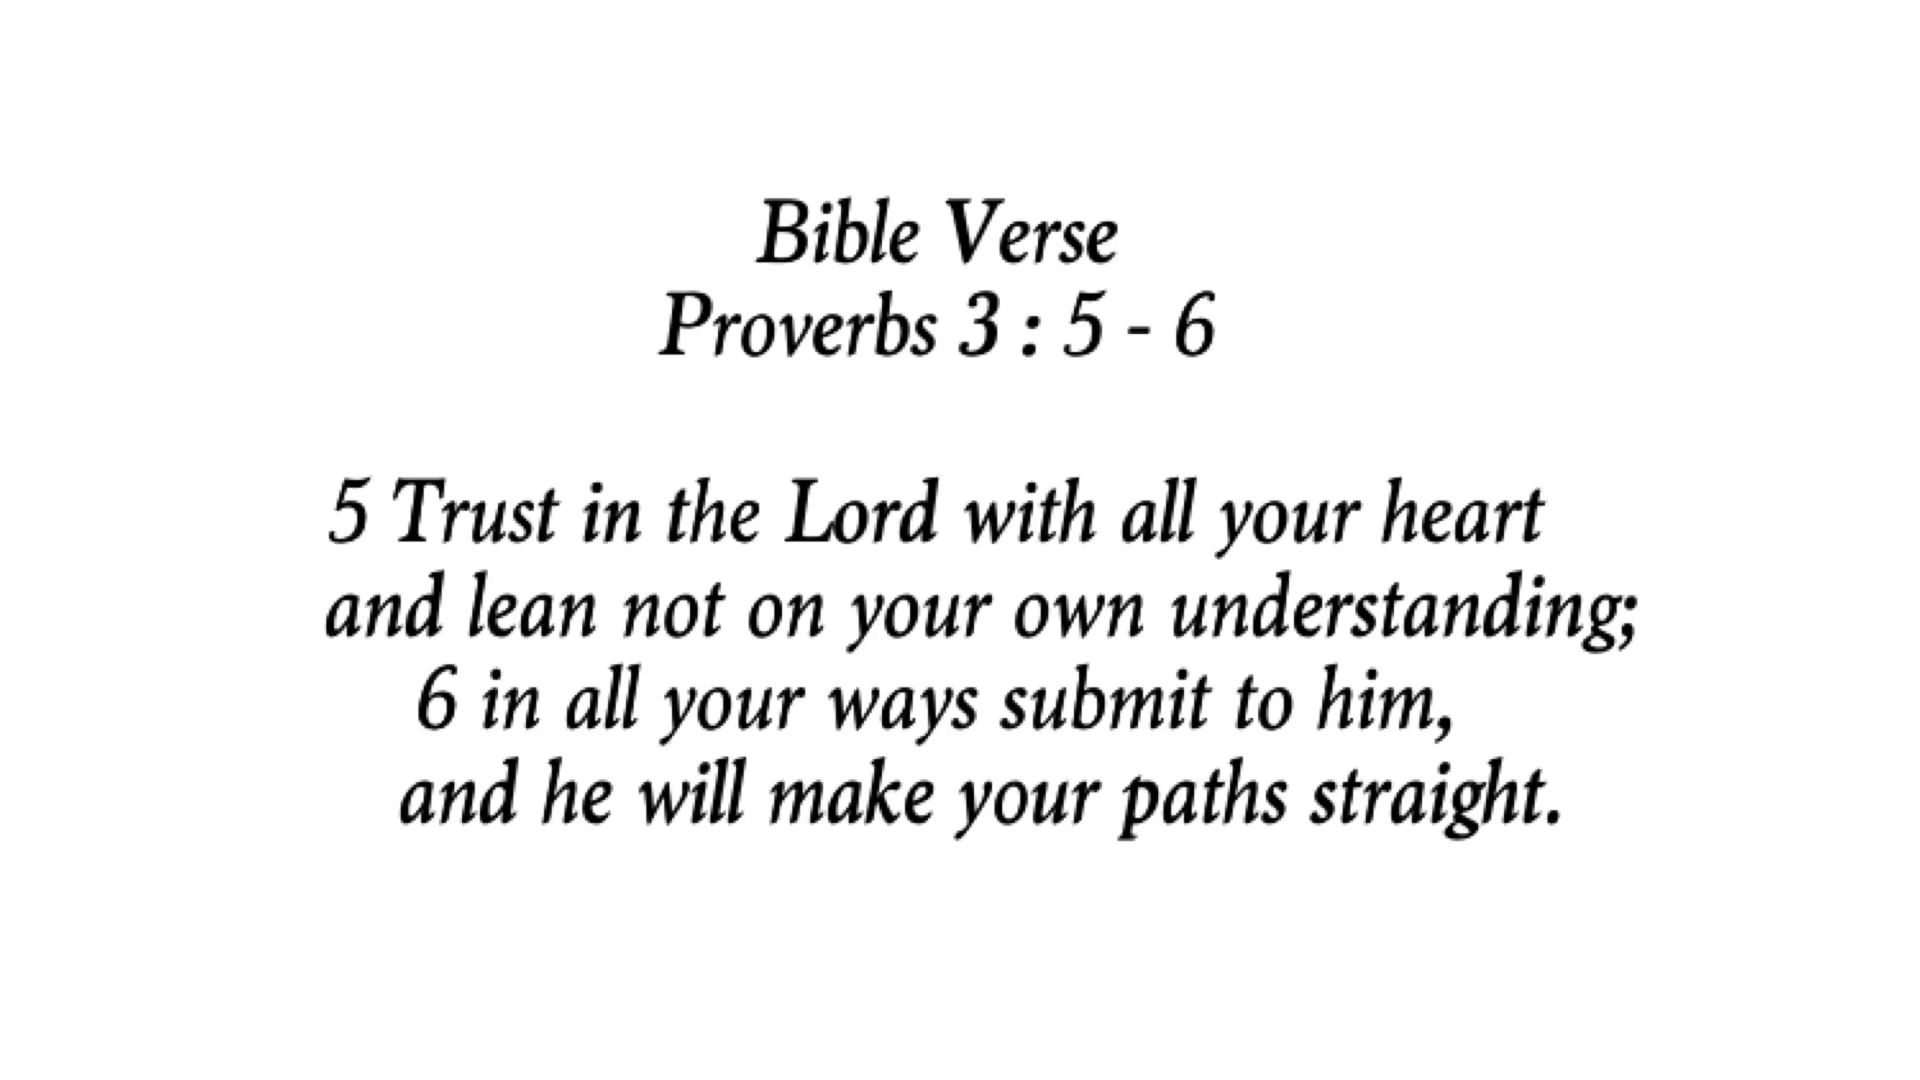 Bible Verse
Proverbs 3 : 5 - 6
5 Trust in the Lord with all your heart
and lean not on your own understanding;
6 in all your ways submit to him,
and he will make your paths straight.